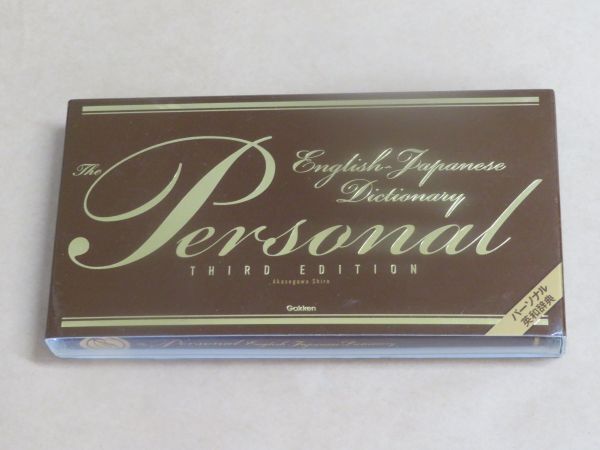 The Personal
English-Japanese
Dictionary
THIRD EDITION
Akasegawa Shiro
Gakken
パーソナル
英和辞典
The Personal English-Japanese Dictionary